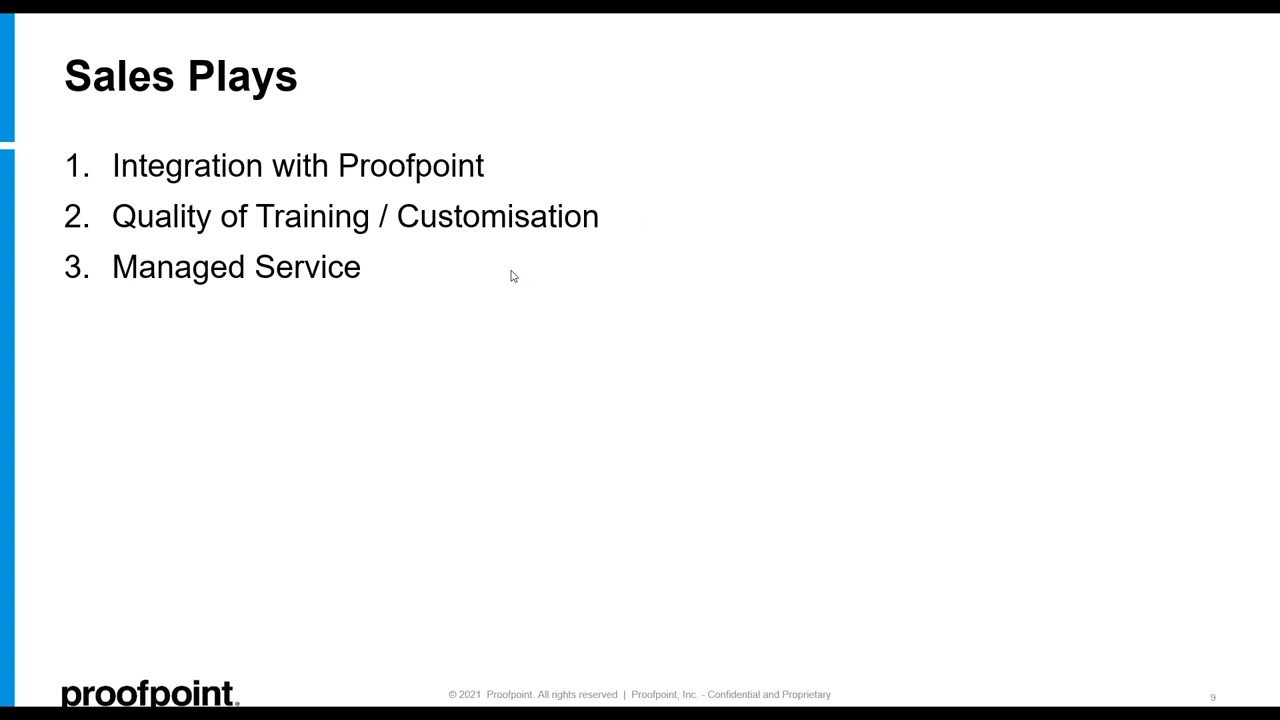 Sales Plays
1. Integration with Proofpoint
2. Quality of Training / Customisation
3. Managed Service
proofpoint.
© 2021 Proofpoint. All rights reserved | Proofpoint, Inc. - Confidential and Proprietary
9